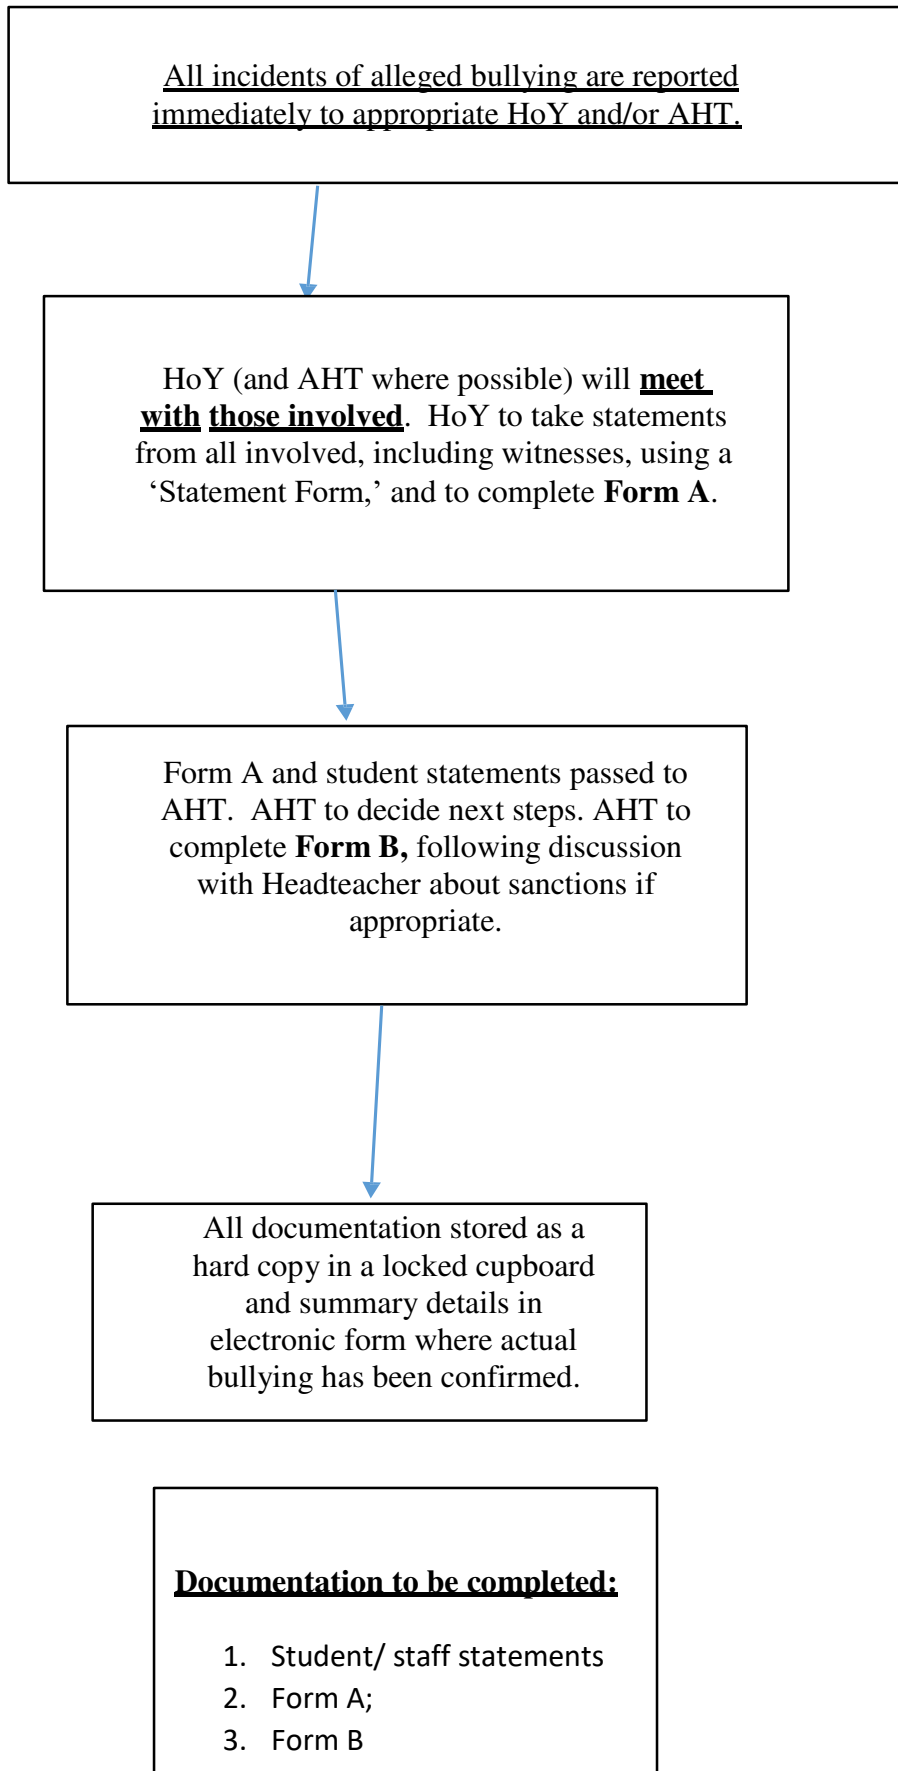 All incidents of alleged bullying are reported
immediately to appropriate HoY and/or AHT.
HoY (and AHT where possible) will meet
with those involved. HoY to take statements
from all involved, including witnesses, using a
‘Statement Form,’ and to complete Form A.
Form A and student statements passed to
AHT. AHT to decide next steps. AHT to
complete Form B, following discussion
with Headteacher about sanctions if
appropriate.
All documentation stored as a
hard copy in a locked cupboard
and summary details in
electronic form where actual
bullying has been confirmed.
Documentation to be completed:
1. Student/ staff statements
2. Form A;
3. Form B